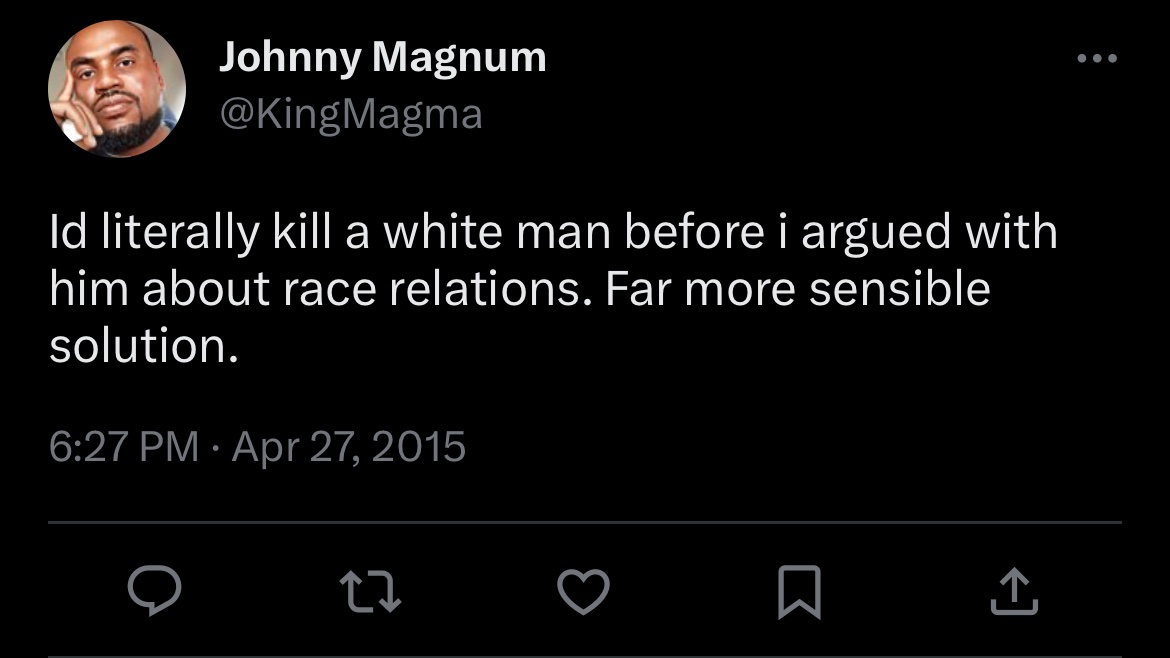 Johnny Magnum
@KingMagma
Id literally kill a white man before i argued with
him about race relations. Far more sensible
solution.
6:27 PM · Apr 27, 2015